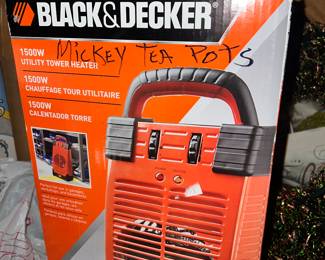 BLACK&DECKER®
MICKEY TEA POTS
1500W
UTILITY TOWER HEATER
1500W
CHAUFFAGE TOUR UTILITAIRE
1500W
CALENTADOR TORRE